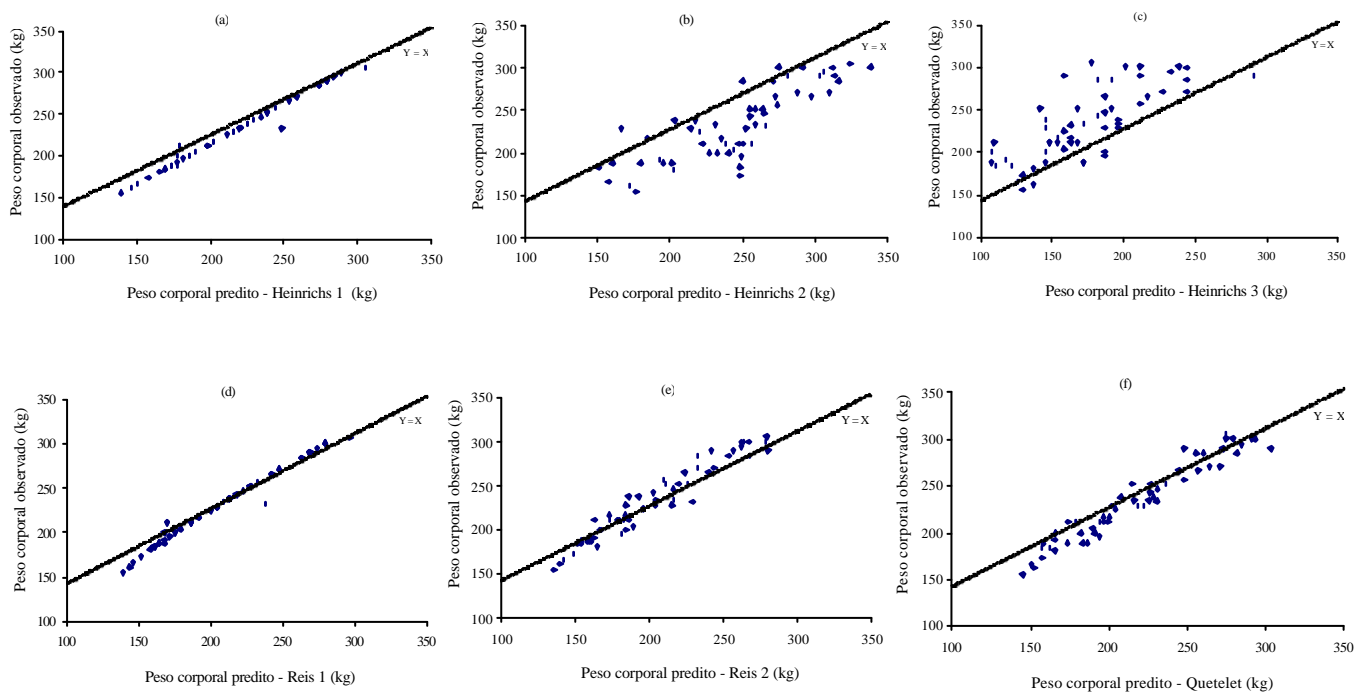 (a)
Peso corporal observado (kg)
350
300
250
200
150
100
Y = X
100 150 200 250 300 350
Peso corporal predito - Heinrichs 1 (kg)
(b)
Peso corporal observado (kg)
350
300
250
200
150
100
Y = X
100 150 200 250 300 350
Peso corporal predito - Heinrichs 2 (kg)
(c)
Peso corporal observado (kg)
350
300
250
200
150
100
Y=X
100 150 200 250 300 350
Peso corporal predito - Heinrichs 3 (kg)
(d)
Peso corporal observado (kg)
350
300
250
200
150
100
Y=X
100 150 200 250 300 350
Peso corporal predito - Reis 1 (kg)
(e)
Peso corporal observado (kg)
350
300
250
200
150
100
Y = X
100 150 200 250 300 350
Peso corporal predito - Reis 2 (kg)
(f)
Peso corporal observado (kg)
350
300
250
200
150
100
Y = X
100 150 200 250 300 350
Peso corporal predito - Quetelet (kg)